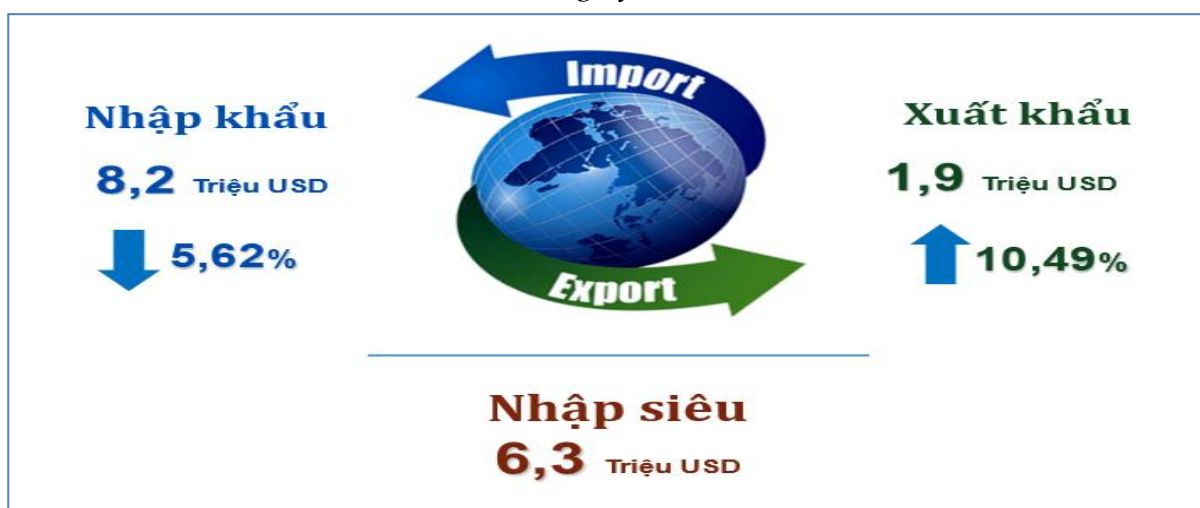 Import
Nhập khẩu
8,2 Triệu USD
5,62%
Xuất khẩu
1,9 Triệu USD
10,49%
Export
Nhập siêu
6,3 Triệu USD